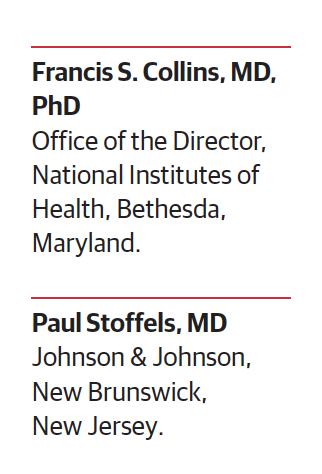 Francis S. Collins, MD,
PhD
Office of the Director,
National Institutes of
Health, Bethesda,
Maryland.
Paul Stoffels, MD
Johnson & Johnson,
New Brunswick,
New Jersey.